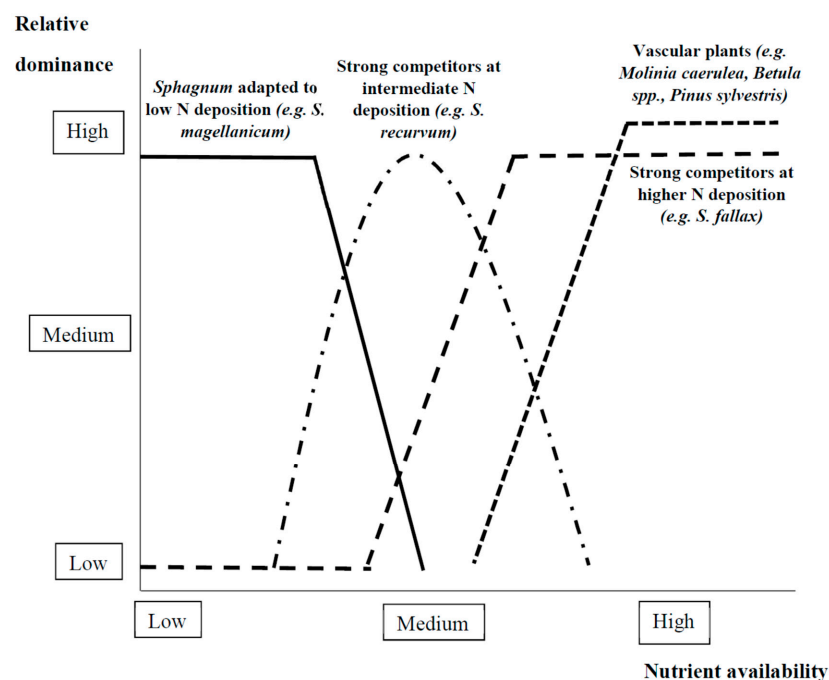 Relative
dominance
Sphagnum adapted to
low N deposition (e.g. S.
magellanicum)
Strong competitors at
intermediate N
deposition (e.g. S.
recurvum)
Vascular plants (e.g.
Molinia caerulea, Betula
spp., Pinus sylvestris)
High
Strong competitors at
higher N deposition
(e.g. S. fallax)
Medium
Low
Low
Medium
High
Nutrient availability